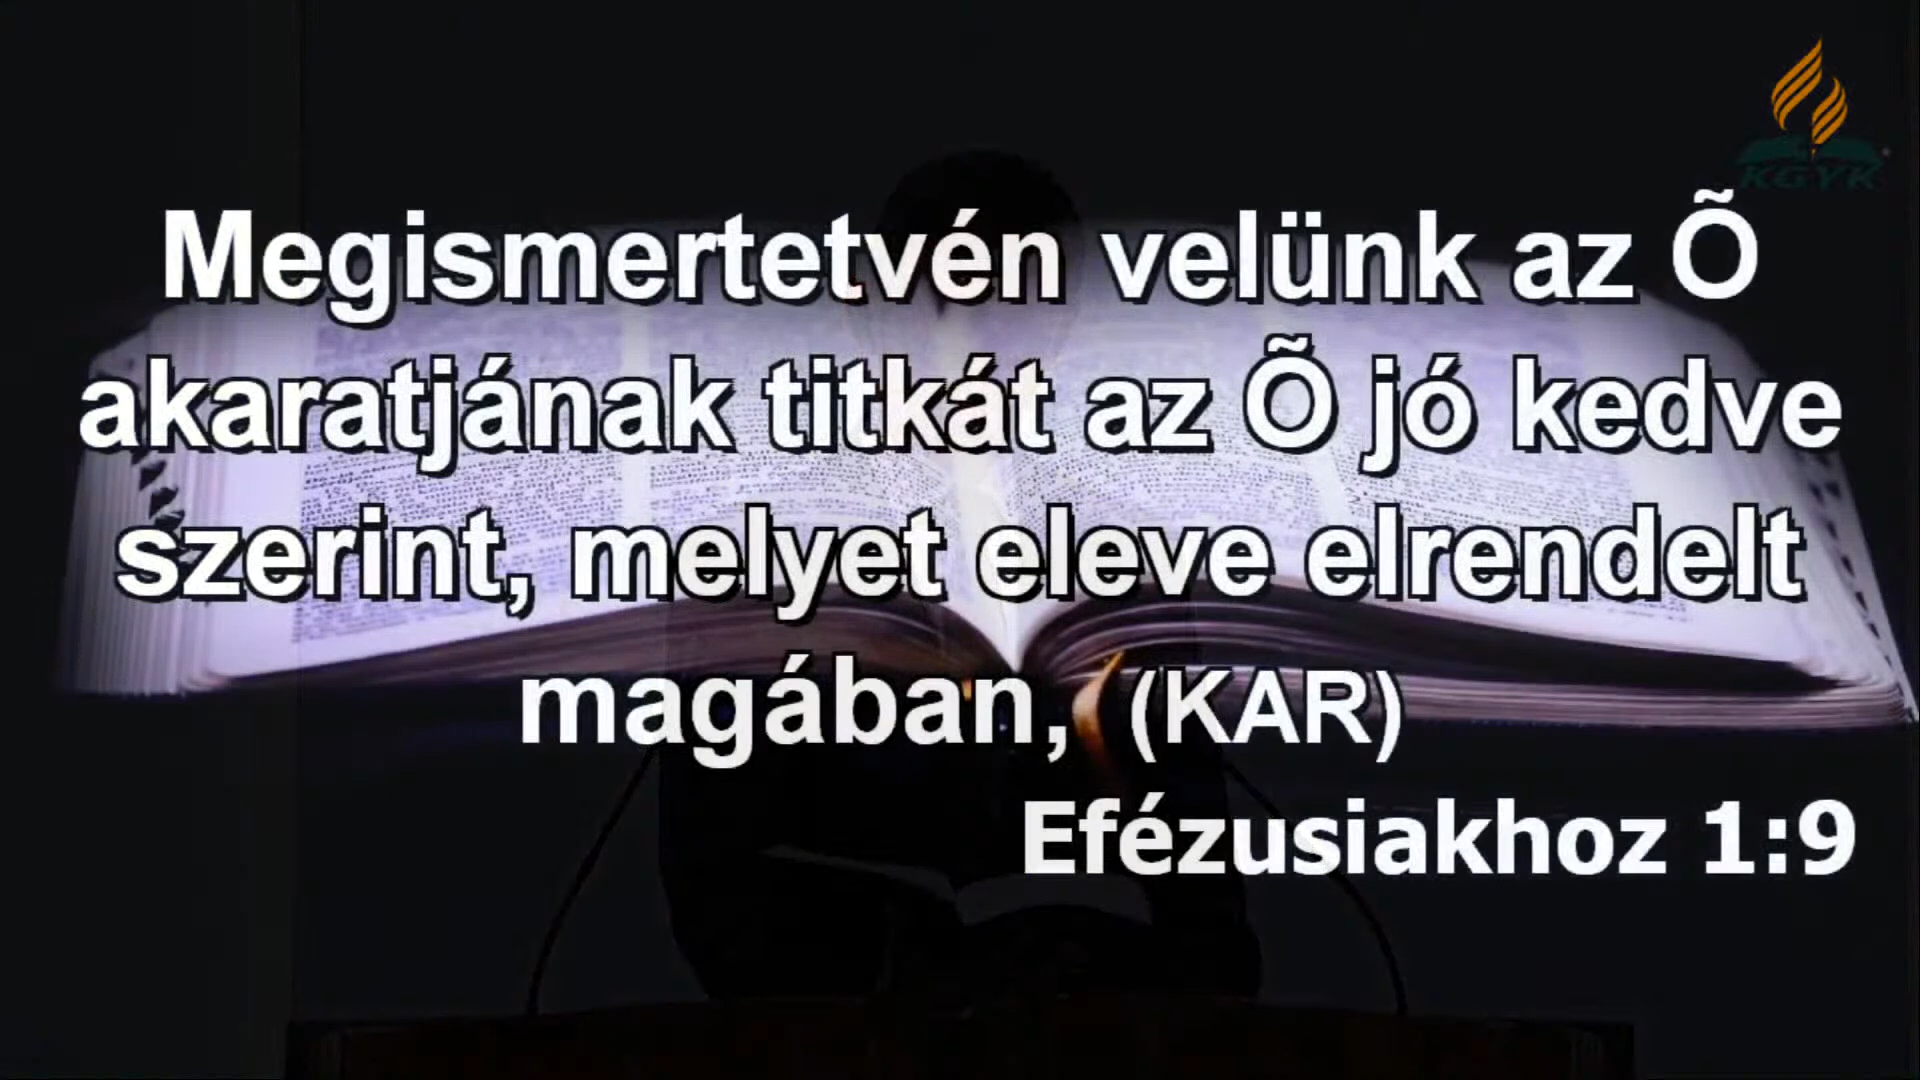 KGYK
Megismertetvén velünk az Õ
akaratjának titkát az Õ jó kedve
szerint, melyet eleve elrendelt
magában, (KAR)
Efézusiakhoz 1:9